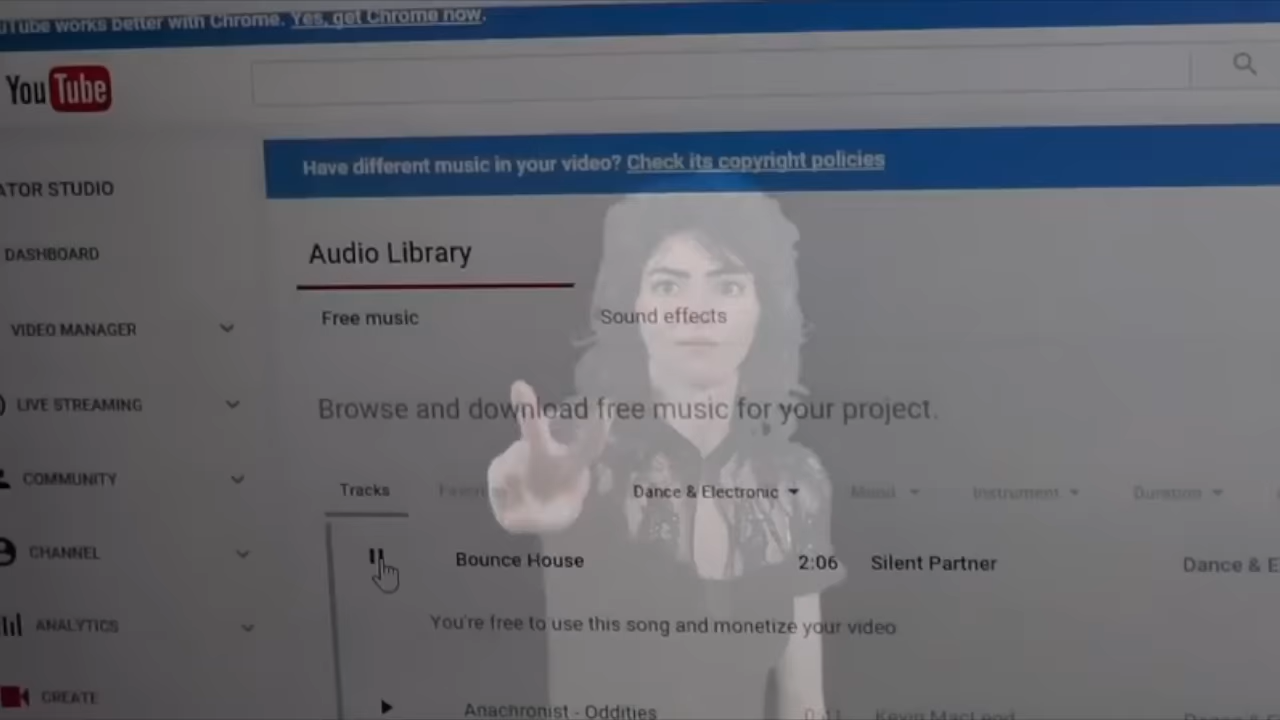 uTube works better with Chrome. Yes, get Chrome now.
YouTube
Have different music in your video? Check its copyright policies
ATOR STUDIO
Audio Library
DASHBOARD
Free music Sound effects
VIDEO MANAGER
LIVE STREAMING
Browse and download free music for your project.
COMMUNITY
Tracks Dance & Electronic Mood Instrument Duration
CHANNEL
Bounce House 2:06 Silent Partner Dance & E
ANALYTICS
You're free to use this song and monetize your video
CREATE
Anachronist - Oddities Kevin MacLeod